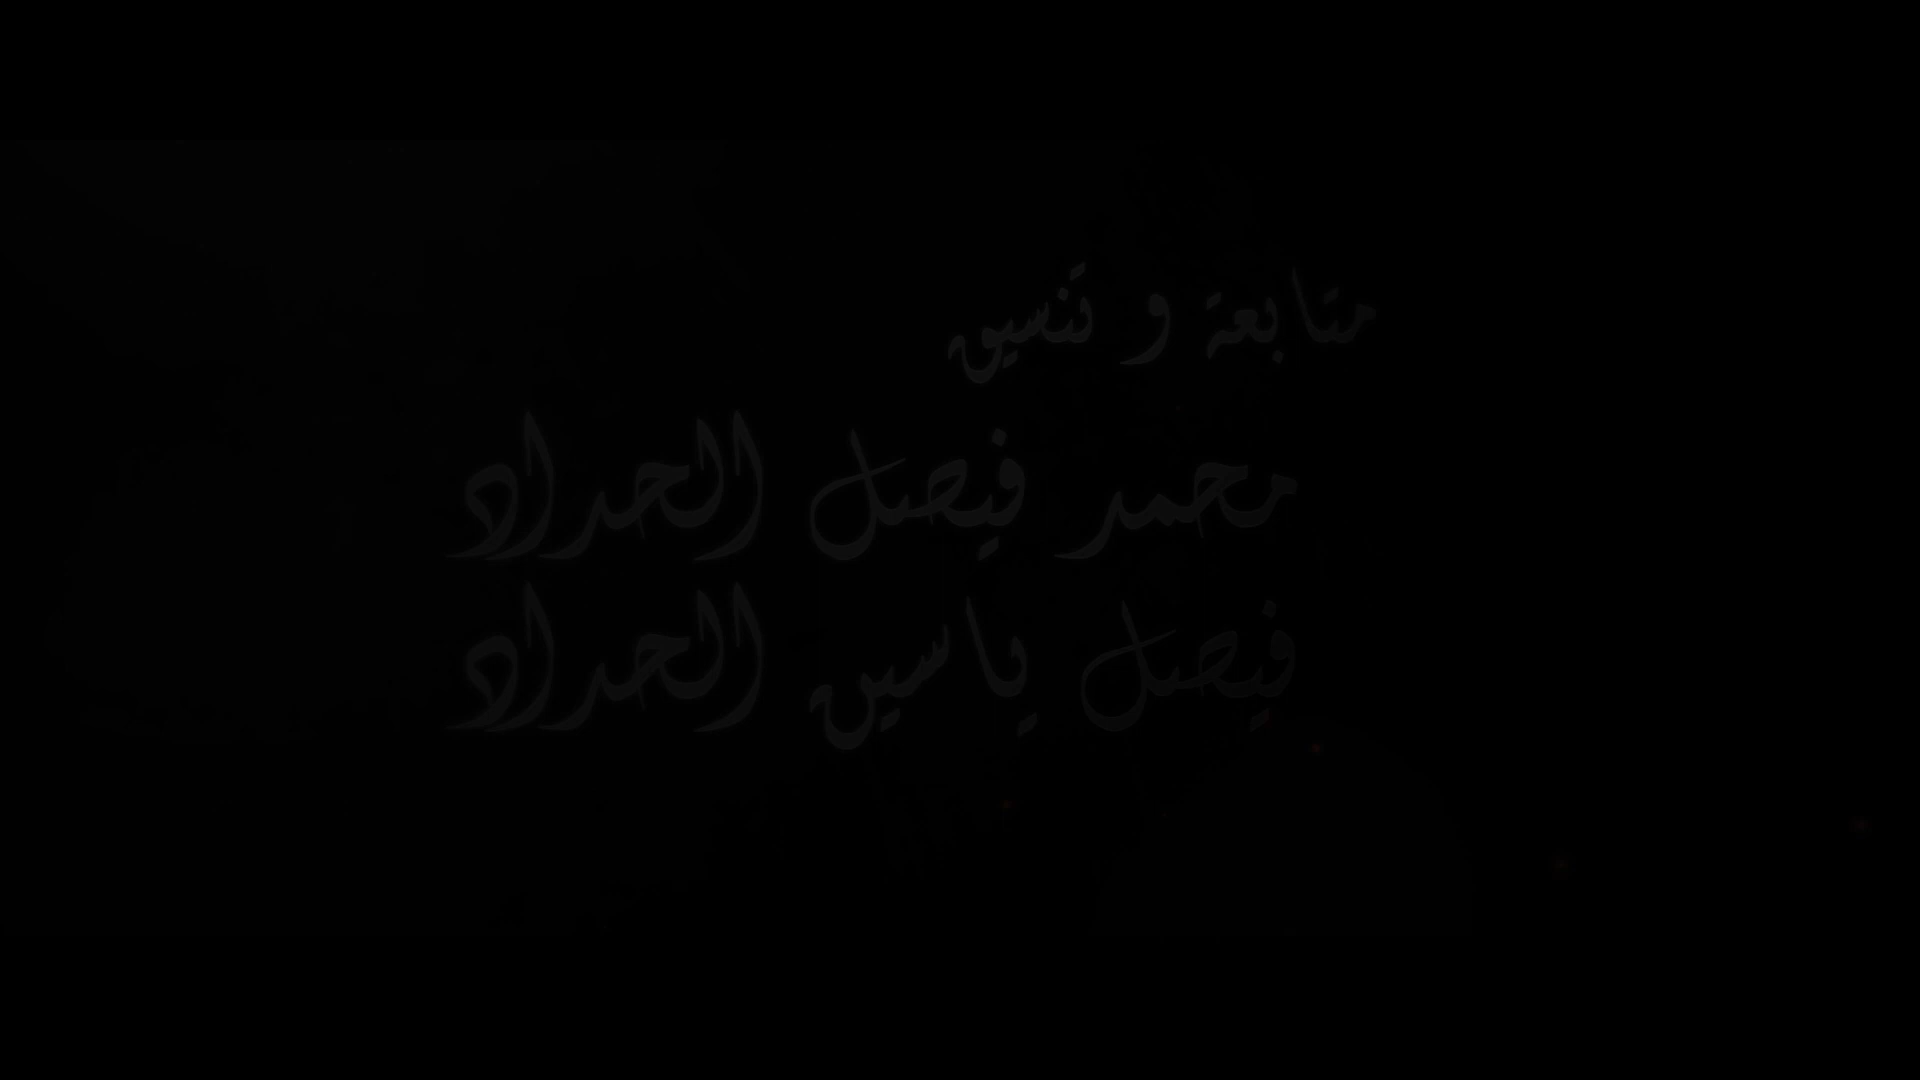 متابعة و تنسيق
محمد فيصل الحداد
فيصل ياسين الحداد